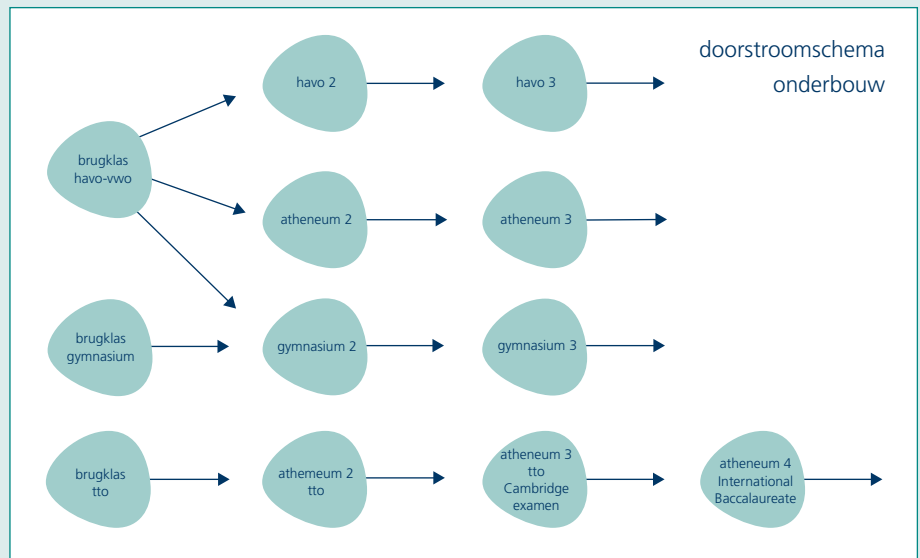 doorstroomschema
onderbouw
havo 2
havo 3
brugklas
havo-vwo
atheneum 2
atheneum 3
brugklas
gymnasium
gymnasium 2
gymnasium 3
brugklas
tto
athemeum 2
tto
atheneum 3
tto
Cambridge
examen
atheneum 4
International
Baccalaureate